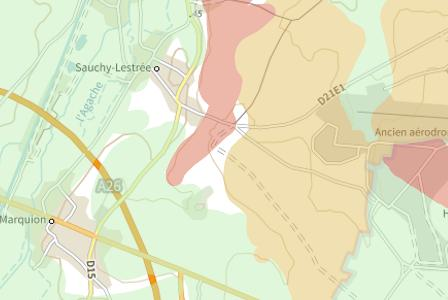 Sauchy-Lestrée
l'Agache
D21E1
Ancien aérodro
A26
Marquion
D15
H